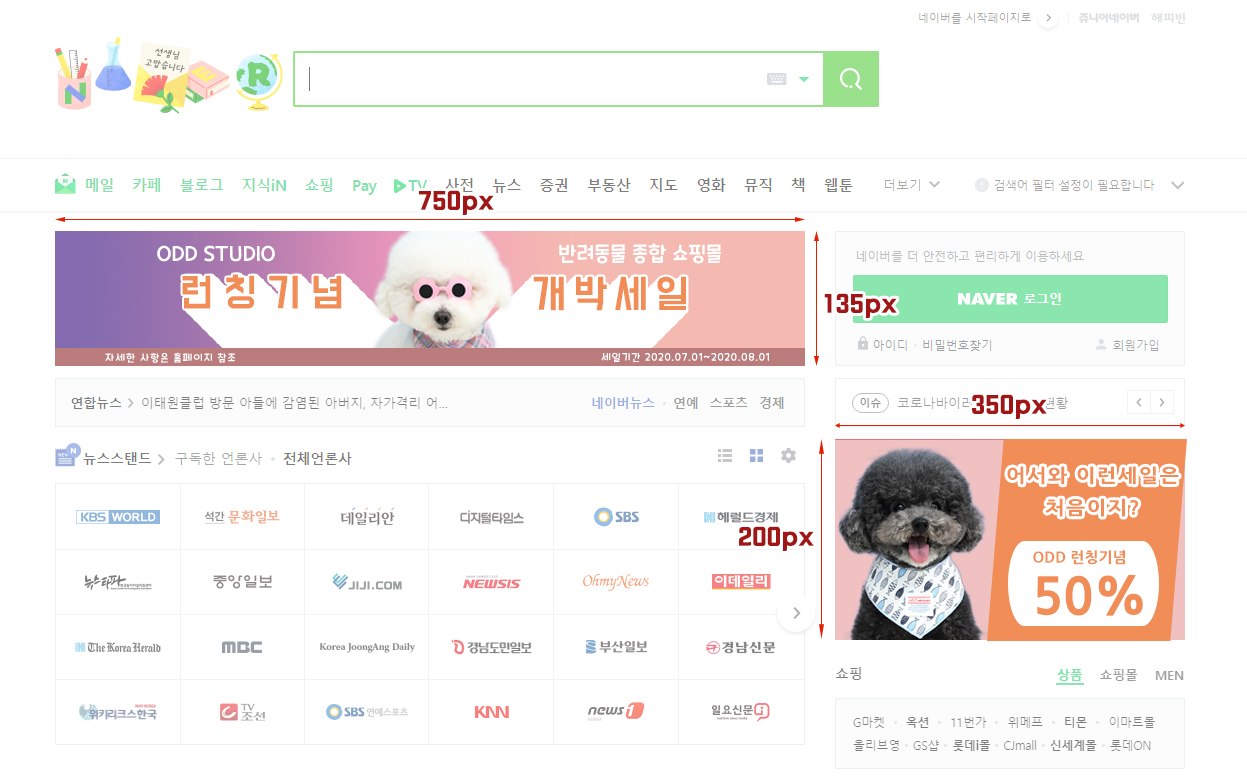 네이버를 시작페이지로 쥬니어네이버 해피빈
선생님
고맙습니다
N R
메일 카페 블로그 지식iN 쇼핑 Pay TV 사전 뉴스 증권 부동산 지도 영화 뮤직 책 웹툰 더보기 검색어 필터 설정이 필요합니다
750px
ODD STUDIO 반려동물 종합 쇼핑몰
런칭기념 개박세일
자세한 사항은 홈페이지 참조 세일기간 2020.07.01~2020.08.01
135px
네이버를 더 안전하고 편리하게 이용하세요
NAVER 로그인
아이디 · 비밀번호찾기 회원가입
연합뉴스 이태원클럽 방문 아들에 감염된 아버지, 자가격리 어... 네이버뉴스 · 연예 스포츠 경제
이슈 코로나바이러 350px 현황
뉴스스탠드 구독한 언론사 · 전체언론사
KBS WORLD 석간 문화일보 데일리안 디지털타임스 SBS 헤럴드경제
200px
뉴스타파 중앙일보 JIJI.COM NEWSIS OhmyNews 이데일리
The Korea Herald MBC Korea JoongAng Daily 경남도민일보 부산일보 경남신문
위키리크스한국 TV조선 SBS 연예스포츠 KNN news1 일요신문
어서와 이런세일은
처음이지?
ODD 런칭기념
50%
쇼핑 상품 쇼핑몰 MEN
G마켓 · 옥션 · 11번가 · 위메프 · 티몬 · 이마트몰
올리브영 · GS샵 · 롯데i몰 · CJmall · 신세계몰 · 롯데ON